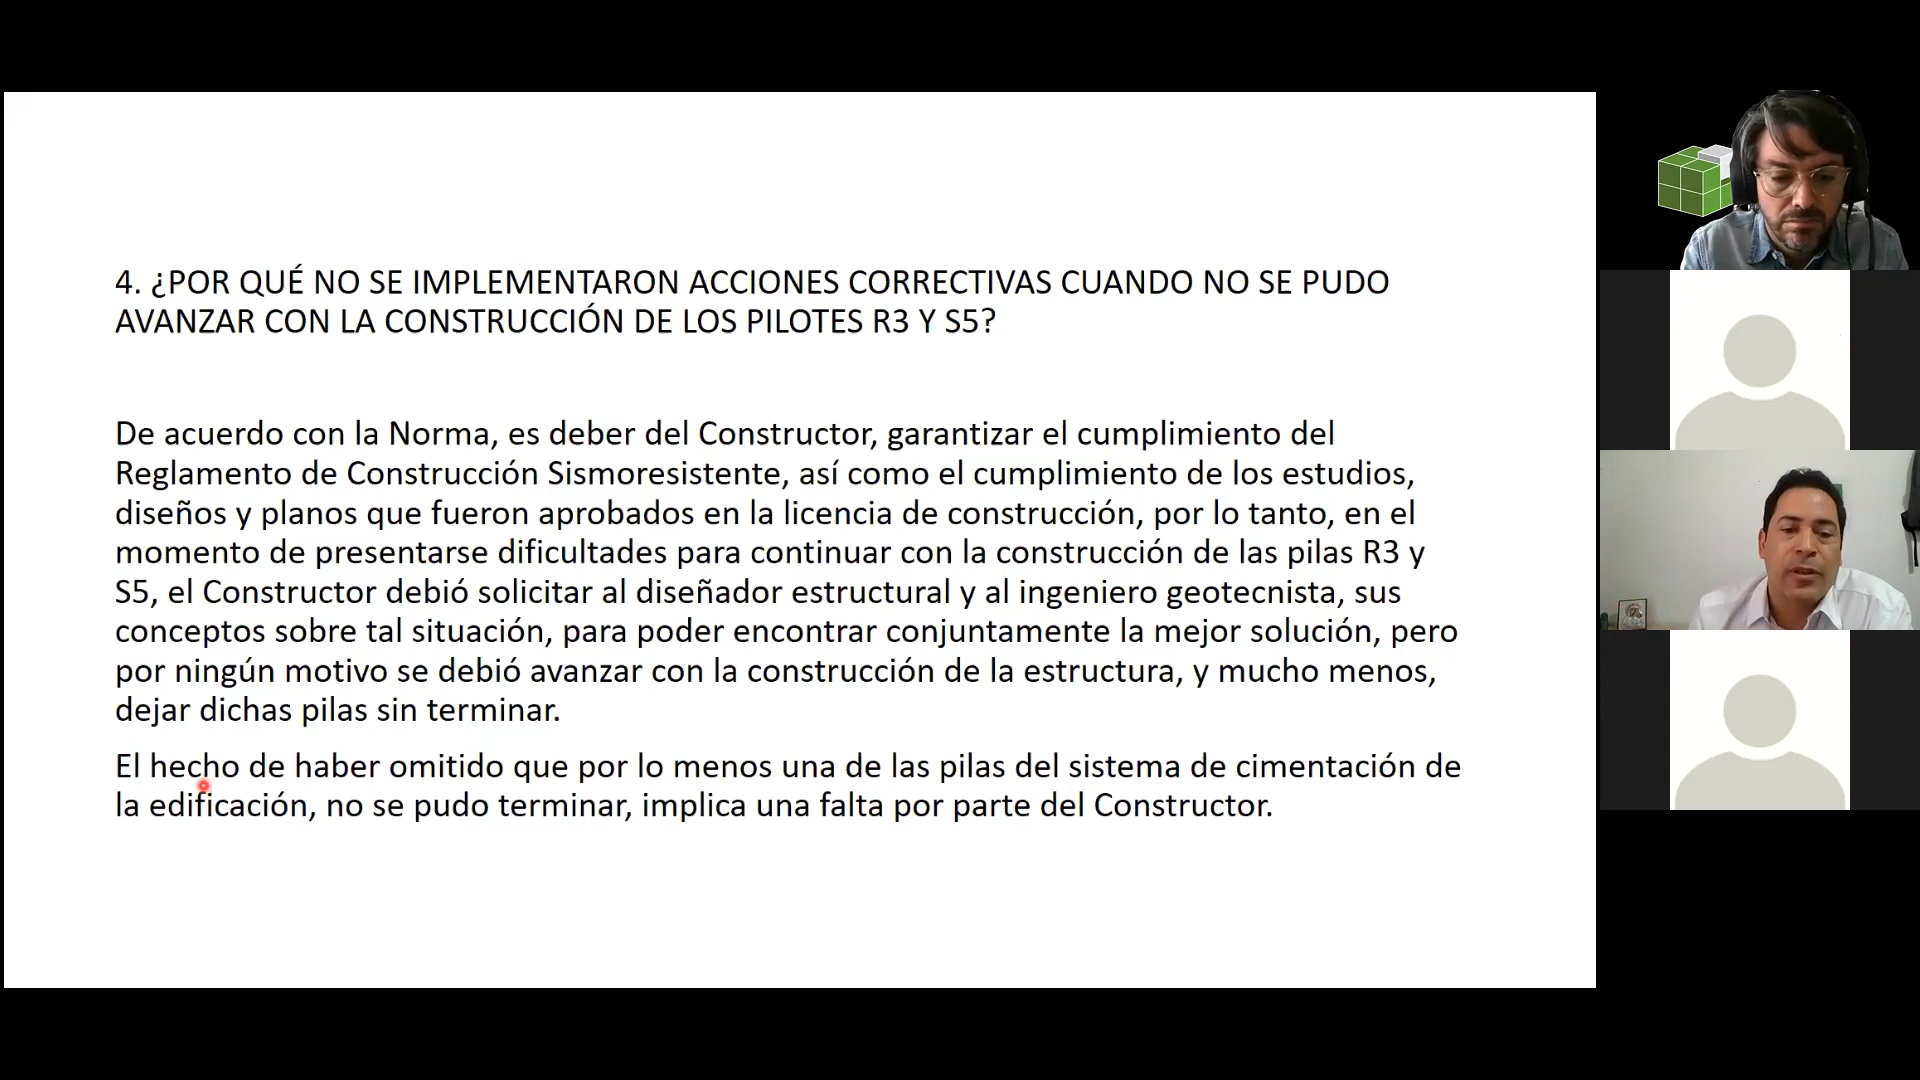 4. ¿POR QUÉ NO SE IMPLEMENTARON ACCIONES CORRECTIVAS CUANDO NO SE PUDO
AVANZAR CON LA CONSTRUCCIÓN DE LOS PILOTES R3 Y S5?
De acuerdo con la Norma, es deber del Constructor, garantizar el cumplimiento del
Reglamento de Construcción Sismoresistente, así como el cumplimiento de los estudios,
diseños y planos que fueron aprobados en la licencia de construcción, por lo tanto, en el
momento de presentarse dificultades para continuar con la construcción de las pilas R3 y
S5, el Constructor debió solicitar al diseñador estructural y al ingeniero geotecnista, sus
conceptos sobre tal situación, para poder encontrar conjuntamente la mejor solución, pero
por ningún motivo se debió avanzar con la construcción de la estructura, y mucho menos,
dejar dichas pilas sin terminar.
El hecho de haber omitido que por lo menos una de las pilas del sistema de cimentación de
la edificación, no se pudo terminar, implica una falta por parte del Constructor.